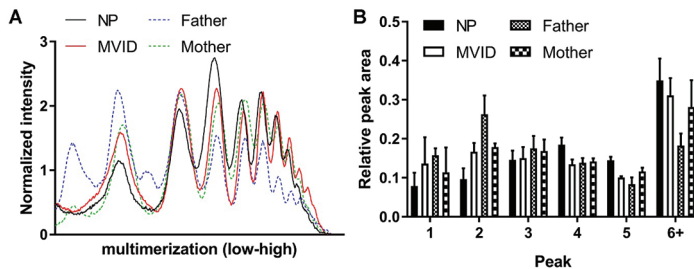 A
NP
Father
MVID
Mother
Normalized intensity
3
2
1
0
multimerization (low-high)
B
NP
Father
MVID
Mother
Relative peak area
0.5
0.4
0.3
0.2
0.1
0.0
1 2 3 4 5 6+
Peak